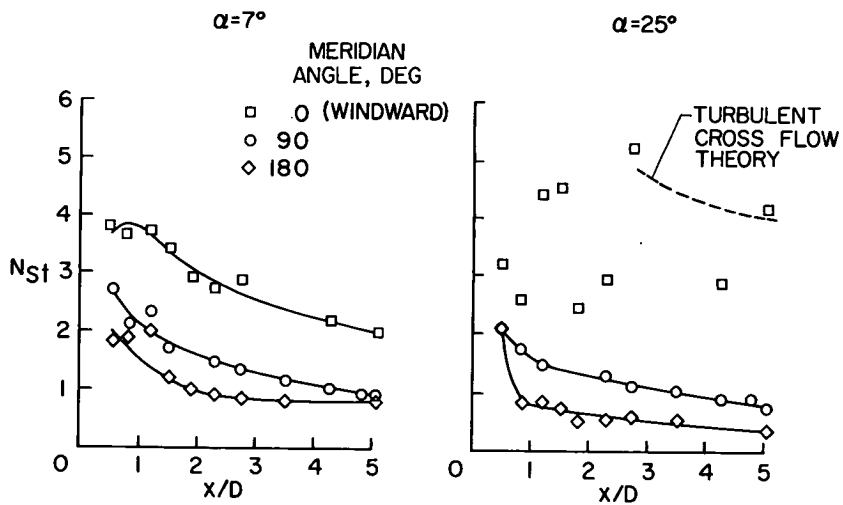 α=7°
α=25°
MERIDIAN
ANGLE, DEG
□ 0 (WINDWARD)
○ 90
◇ 180
TURBULENT
CROSS FLOW
THEORY
N_St
6
5
4
3
2
1
0 1 2 3 4 5
X/D
0 1 2 3 4 5
X/D